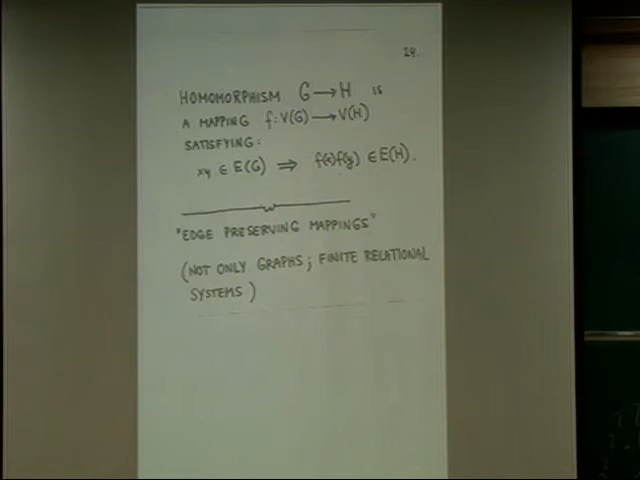 24.
HOMOMORPHISM G → H IS
A MAPPING f: V(G) → V(H)
SATISFYING:
xy ∈ E(G) ⇒ f(x)f(y) ∈ E(H).
"EDGE PRESERVING MAPPINGS"
(NOT ONLY GRAPHS; FINITE RELATIONAL
SYSTEMS)